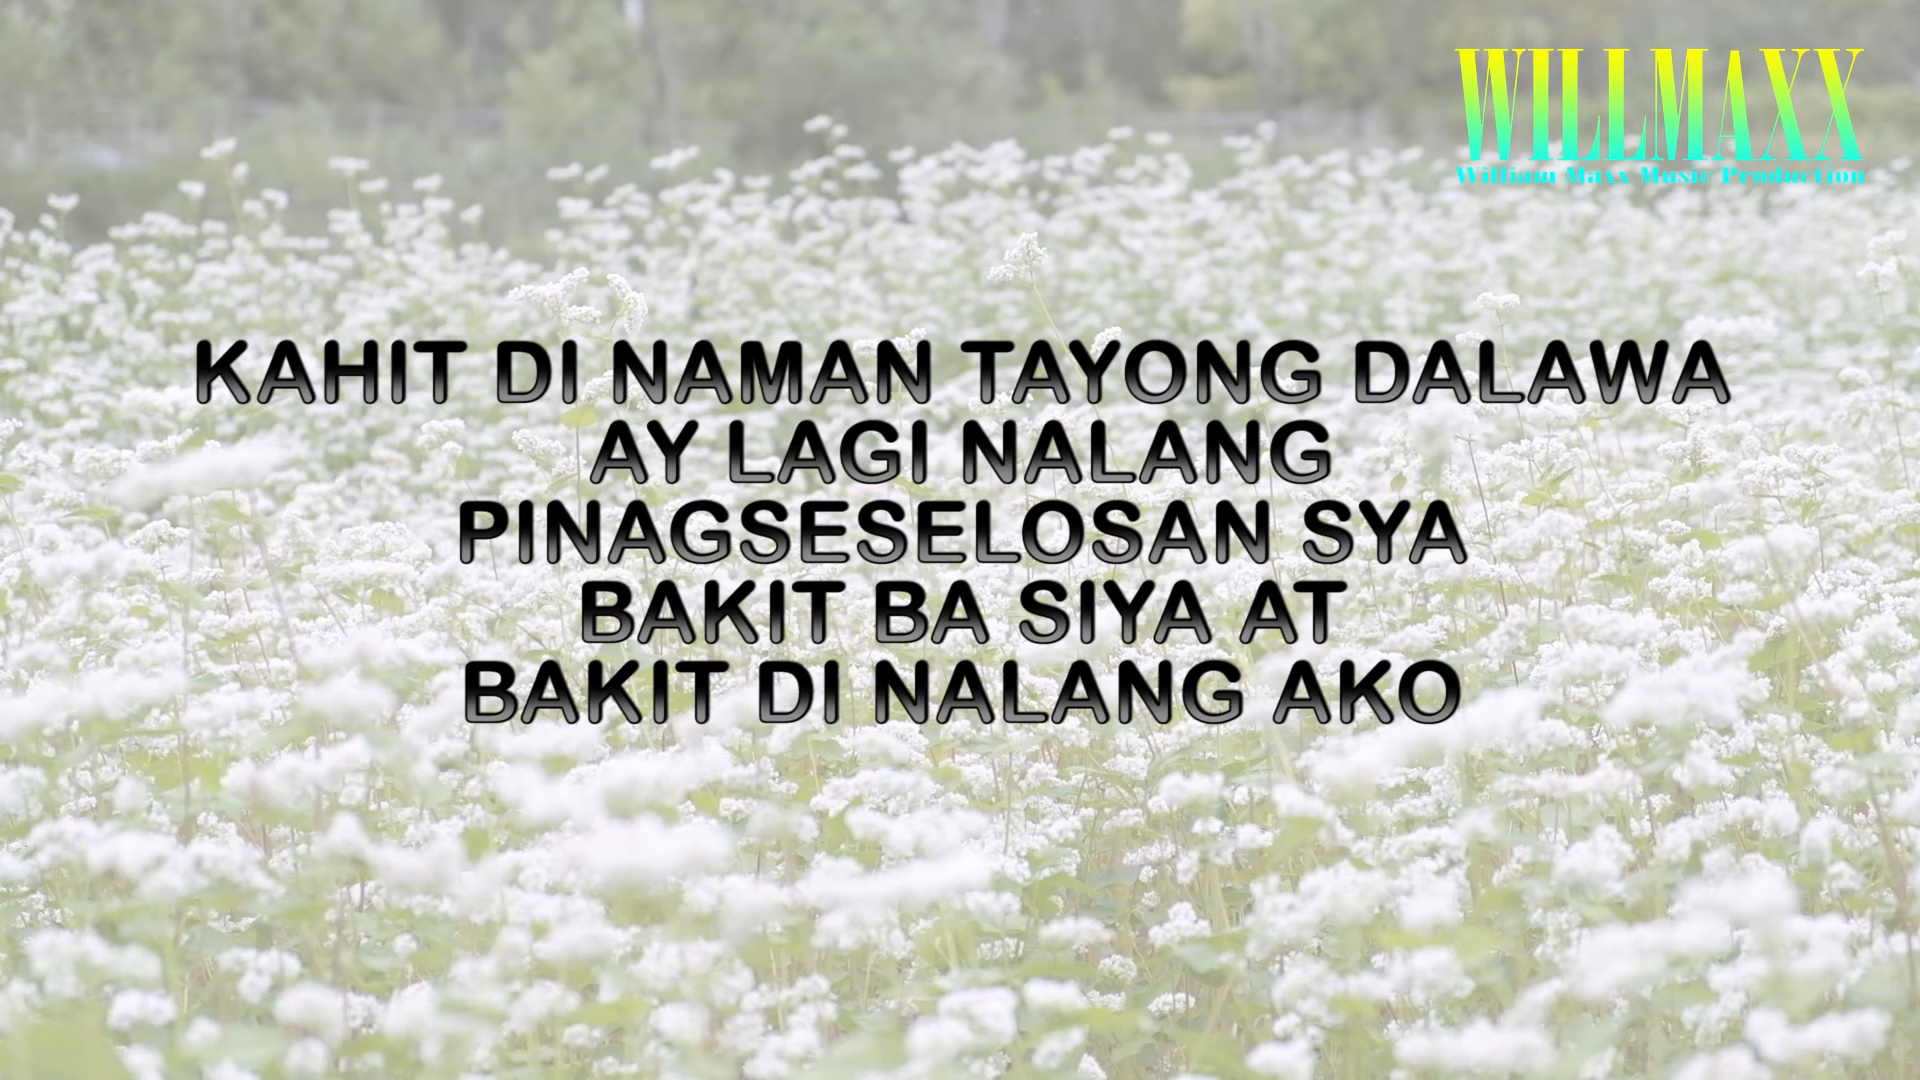 WILLMAXX
William Maxx Music Production
KAHIT DI NAMAN TAYONG DALAWA
AY LAGI NALANG
PINAGSESELOSAN SYA
BAKIT BA SIYA AT
BAKIT DI NALANG AKO